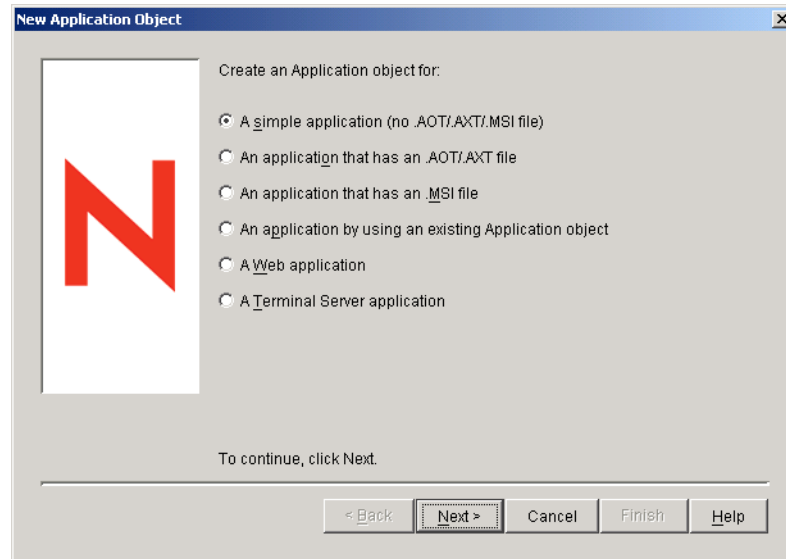 New Application Object
Create an Application object for:
A simple application (no .AOT/.AXT/.MSI file)
An application that has an .AOT/.AXT file
An application that has an .MSI file
An application by using an existing Application object
A Web application
A Terminal Server application
N
To continue, click Next.
< Back Next > Cancel Finish Help